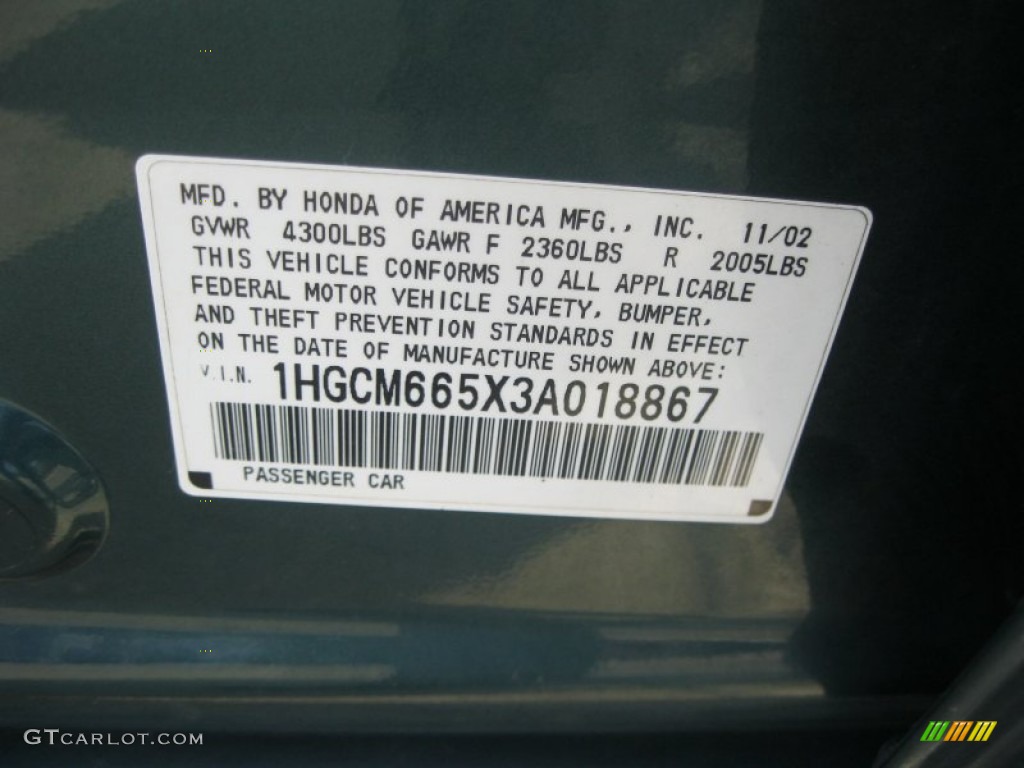 MFD. BY HONDA OF AMERICA MFG., INC. 11/02
GVWR 4300LBS GAWR F 2360LBS R 2005LBS
THIS VEHICLE CONFORMS TO ALL APPLICABLE
FEDERAL MOTOR VEHICLE SAFETY, BUMPER,
AND THEFT PREVENTION STANDARDS IN EFFECT
ON THE DATE OF MANUFACTURE SHOWN ABOVE:
V.I.N. 1HGCM665X3A018867
PASSENGER CAR
GTCARLOT.COM